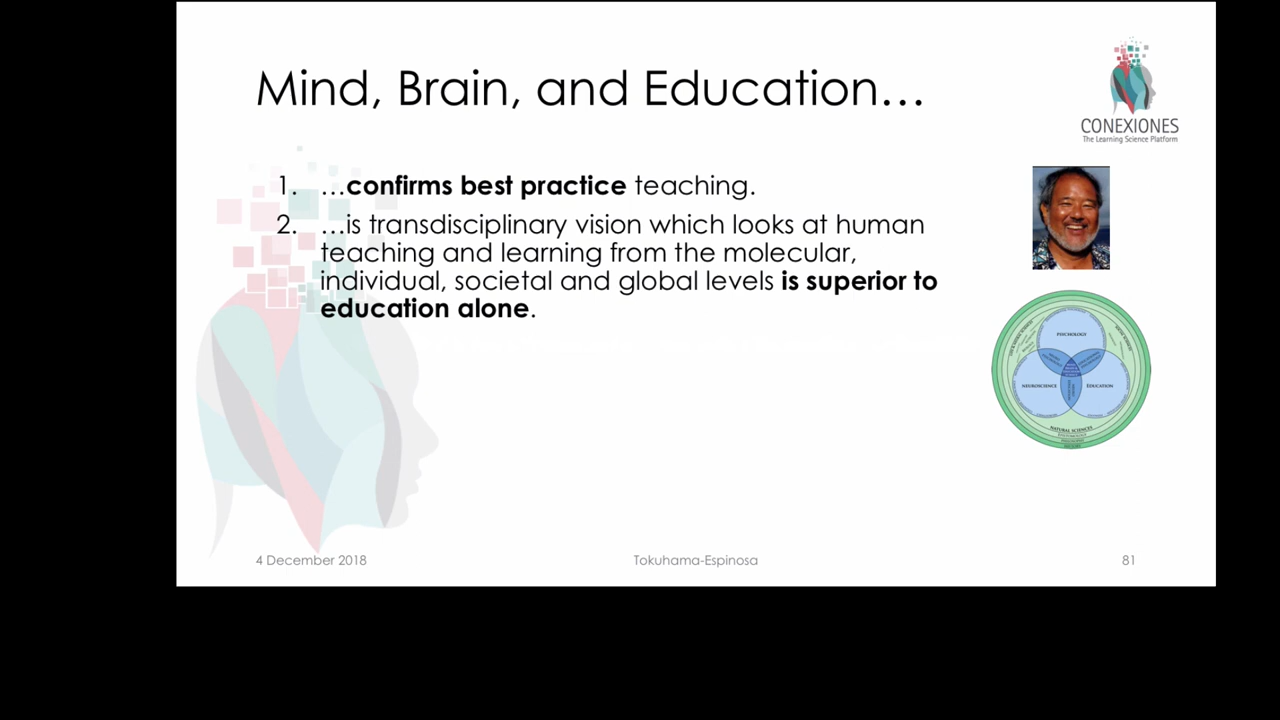 Mind, Brain, and Education…
CONEXIONES
The Learning Science Platform
1. …confirms best practice teaching.
2. …is transdisciplinary vision which looks at human
teaching and learning from the molecular,
individual, societal and global levels is superior to
education alone.
PSYCHOLOGY
NEUROSCIENCE
EDUCATION
NATURAL SCIENCES
4 December 2018
Tokuhama-Espinosa
81